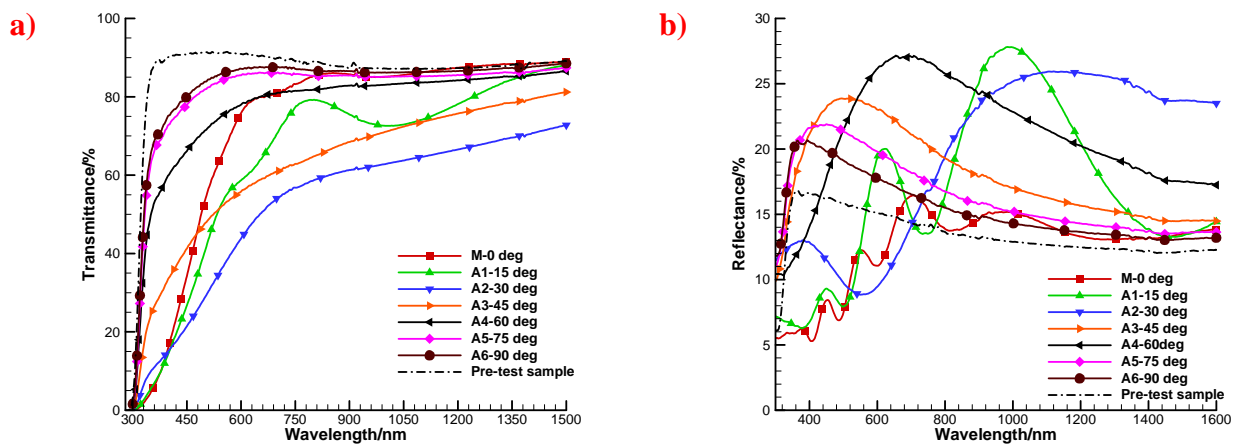 a)
b)
Transmittance/%
100
80
60
40
20
0
300 450 600 750 900 1050 1200 1350 1500
Wavelength/nm
M-0 deg
A1-15 deg
A2-30 deg
A3-45 deg
A4-60 deg
A5-75 deg
A6-90 deg
Pre-test sample
Reflectance/%
30
25
20
15
10
5
0
400 600 800 1000 1200 1400 1600
Wavelength/nm
M-0 deg
A1-15 deg
A2-30 deg
A3-45 deg
A4-60deg
A5-75 deg
A6-90 deg
Pre-test sample